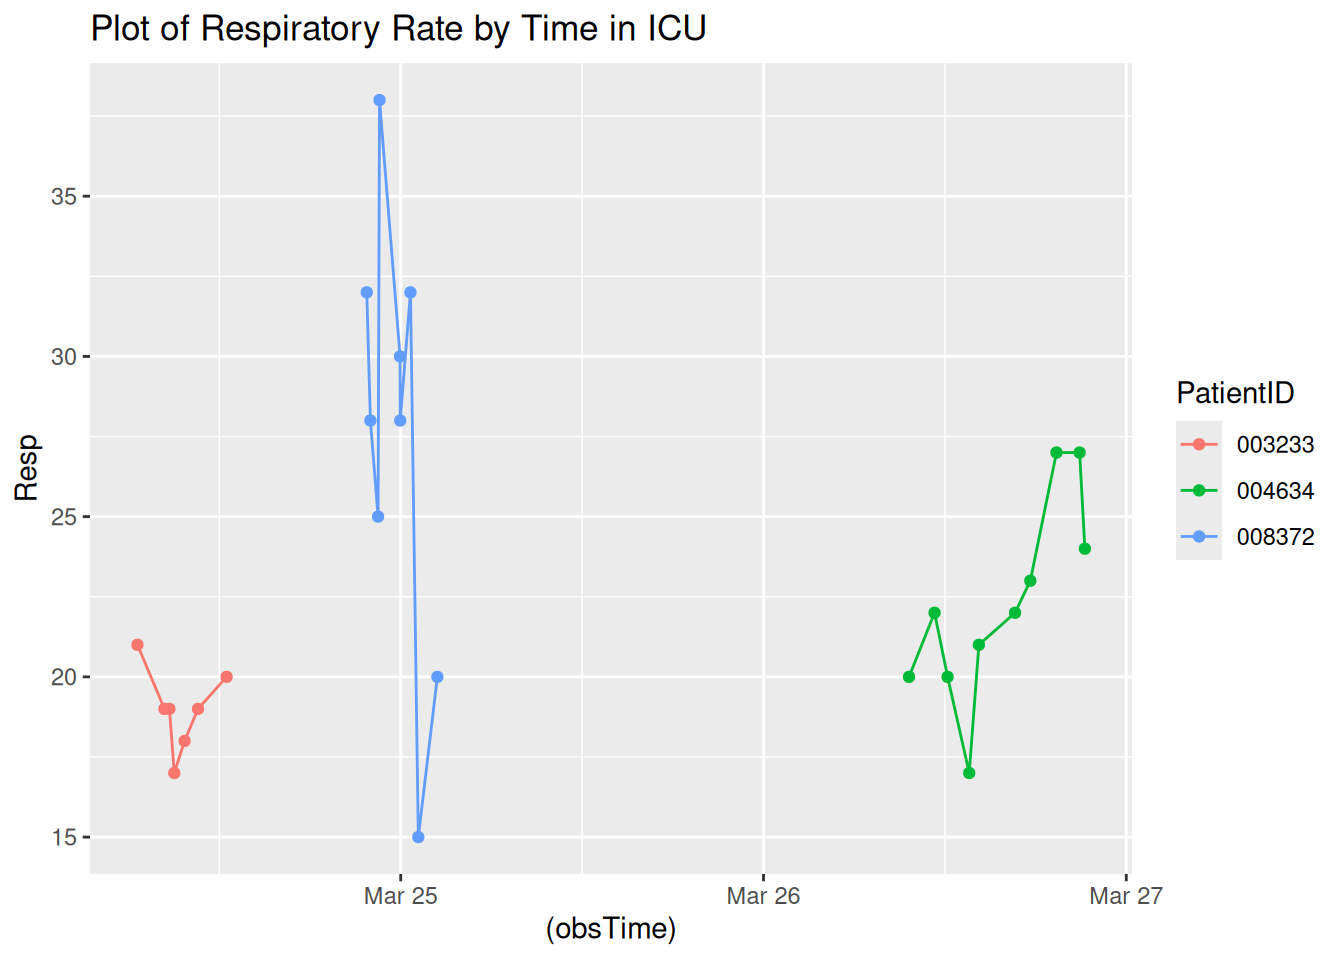 Plot of Respiratory Rate by Time in ICU
35
30
25
20
15
Resp
Mar 25
Mar 26
Mar 27
(obsTime)
PatientID
003233
004634
008372